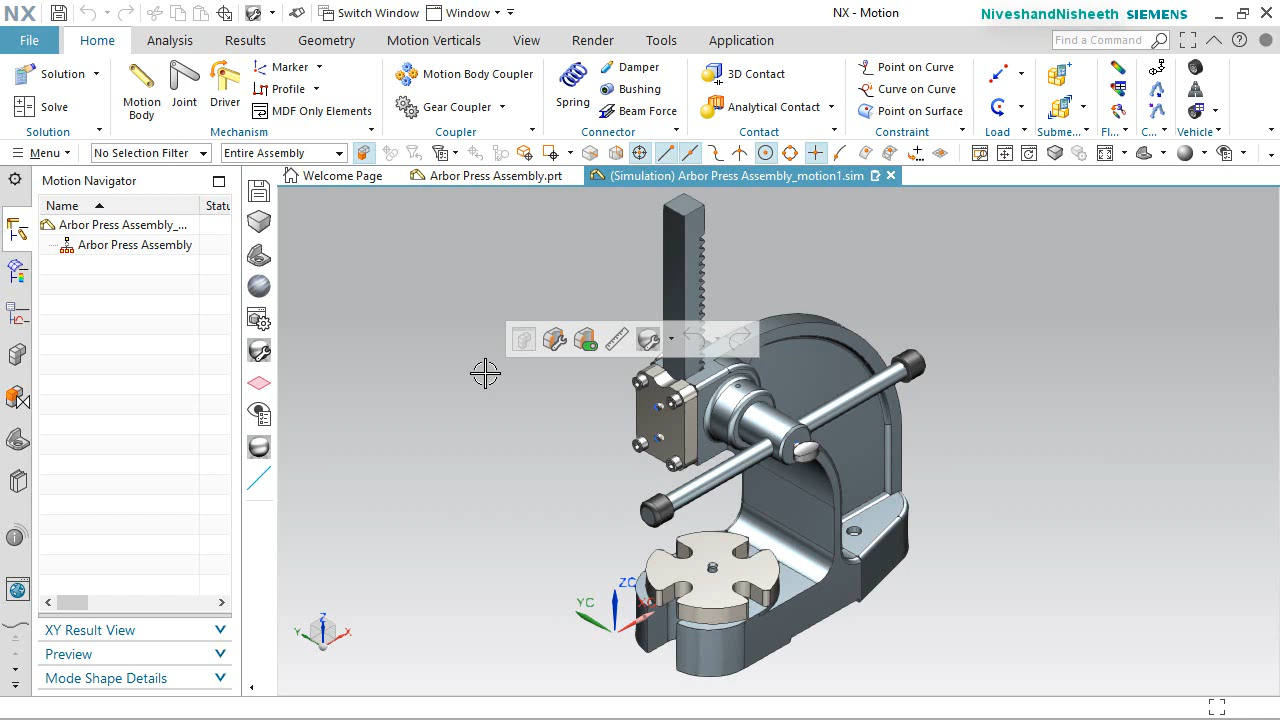 NX Switch Window Window NX - Motion NiveshandNisheeth SIEMENS
File Home Analysis Results Geometry Motion Verticals View Render Tools Application Find a Command
Solution Marker Motion Body Coupler Damper 3D Contact Point on Curve
Profile Bushing Curve on Curve
Solve Motion Body Joint Driver MDF Only Elements Gear Coupler Spring Beam Force Analytical Contact Point on Surface
Solution Mechanism Coupler Connector Contact Constraint Load Subme... Fl... C... Vehicle
Menu No Selection Filter Entire Assembly
Motion Navigator Welcome Page Arbor Press Assembly.prt (Simulation) Arbor Press Assembly_motion1.sim
Name Statu
Arbor Press Assembly_...
Arbor Press Assembly
ZC
YC XC
Z
Y X
XY Result View
Preview
Mode Shape Details